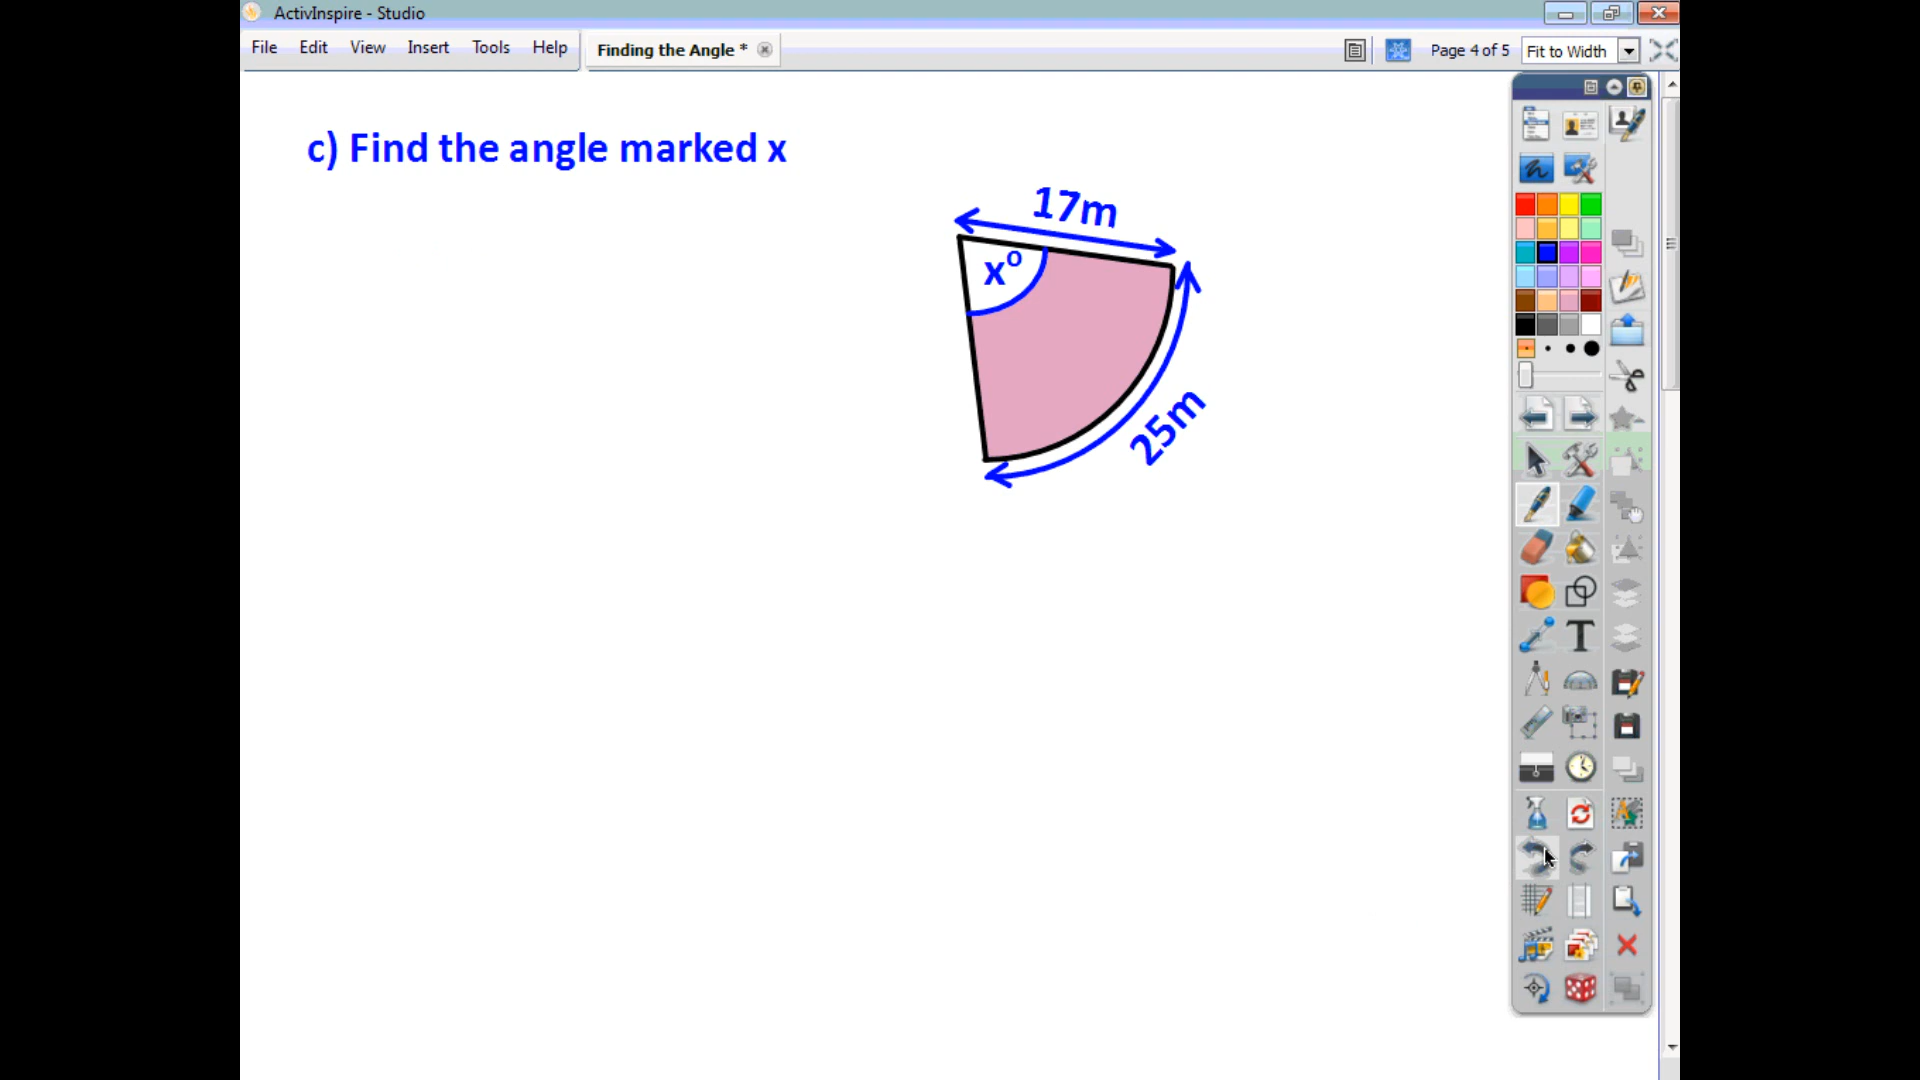 ActivInspire - Studio
File Edit View Insert Tools Help
Finding the Angle *
Page 4 of 5
Fit to Width
c) Find the angle marked x
17m
xº
25m